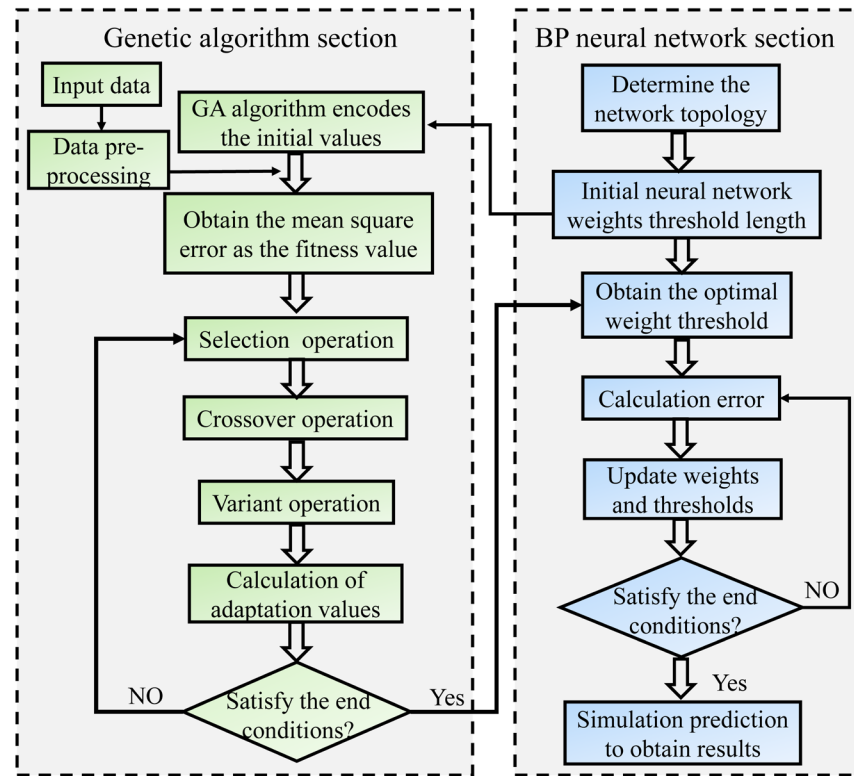 Genetic algorithm section
Input data
Data pre-
processing
GA algorithm encodes
the initial values
Obtain the mean square
error as the fitness value
Selection operation
Crossover operation
Variant operation
Calculation of
adaptation values
Satisfy the end
conditions?
NO
Yes
BP neural network section
Determine the
network topology
Initial neural network
weights threshold length
Obtain the optimal
weight threshold
Calculation error
Update weights
and thresholds
Satisfy the end
conditions?
NO
Yes
Simulation prediction
to obtain results